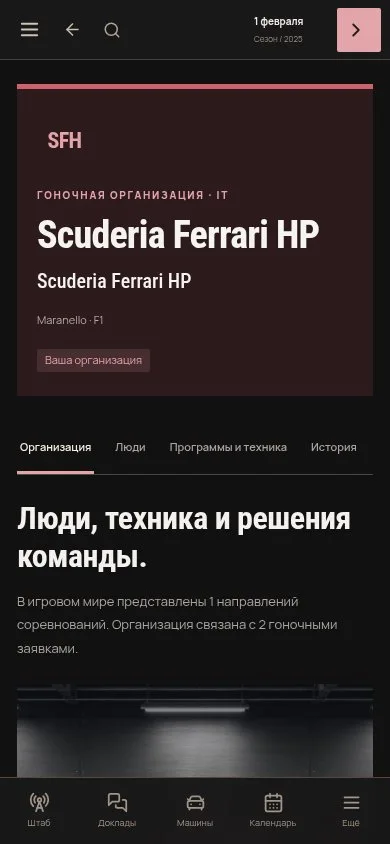 1 февраля
Сезон / 2025
SFH
ГОНОЧНАЯ ОРГАНИЗАЦИЯ · IT
Scuderia Ferrari HP
Scuderia Ferrari HP
Maranello · F1
Ваша организация
Организация Люди Программы и техника История
Люди, техника и решения
команды.
В игровом мире представлены 1 направлений
соревнований. Организация связана с 2 гоночными
заявками.
Штаб Доклады Машины Календарь Ещё